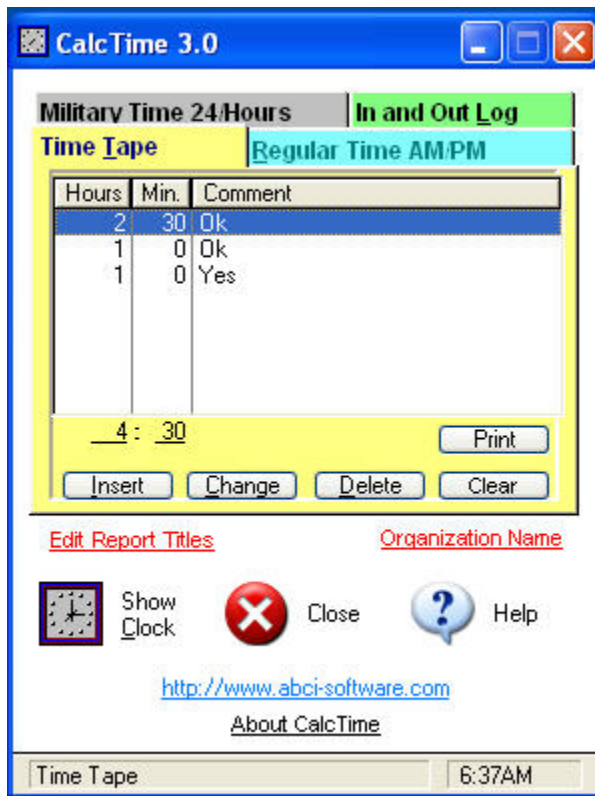 CalcTime 3.0
Military Time 24/Hours In and Out Log
Time Tape Regular Time AM/PM
Hours Min. Comment
2 30 Ok
1 0 Ok
1 0 Yes
4 : 30
Print
Insert Change Delete Clear
Edit Report Titles Organization Name
Show Clock Close Help
http://www.abci-software.com
About CalcTime
Time Tape 6:37AM